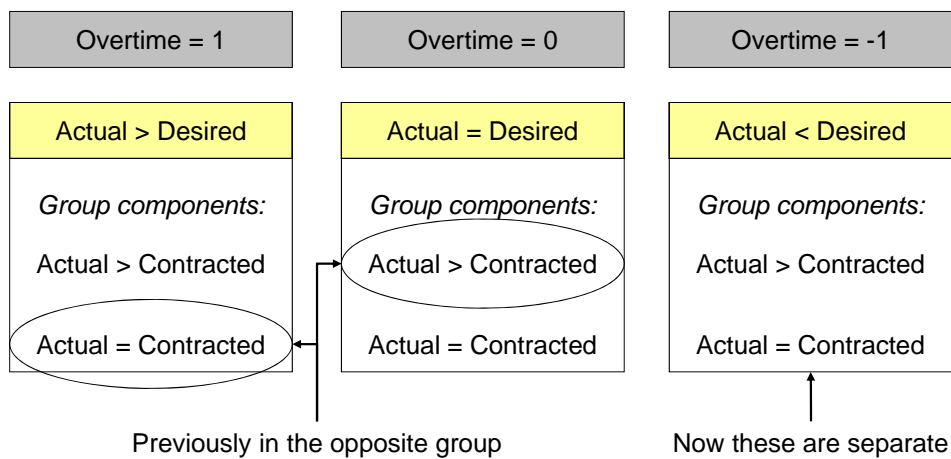 Overtime = 1
Overtime = 0
Overtime = -1
Actual > Desired
Actual = Desired
Actual < Desired
Group components:
Group components:
Group components:
Actual > Contracted
Actual > Contracted
Actual > Contracted
Actual = Contracted
Actual = Contracted
Actual = Contracted
Previously in the opposite group
Now these are separate